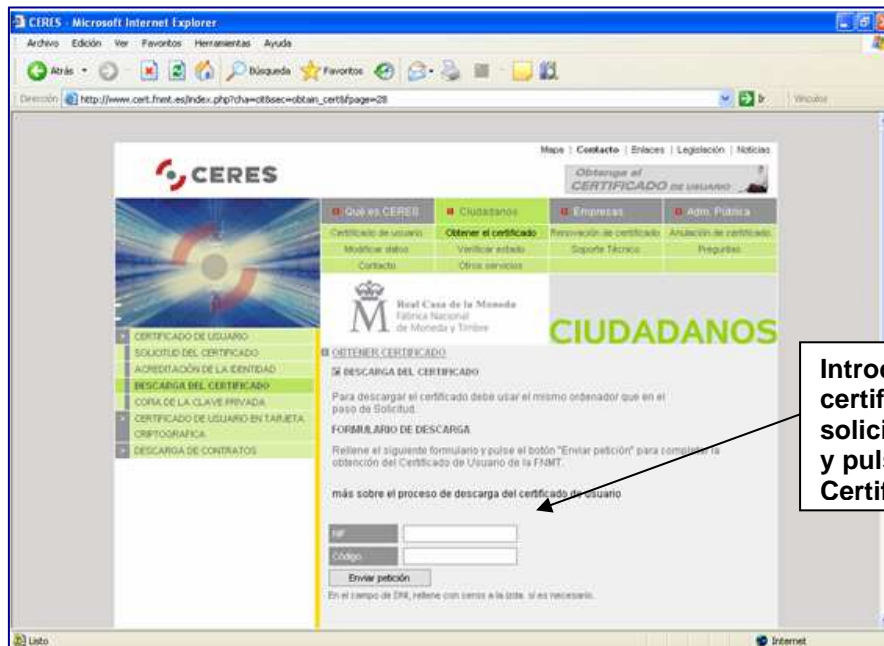 CERES - Microsoft Internet Explorer
Archivo Edición Ver Favoritos Herramientas Ayuda
Atrás Búsqueda Favoritos
Dirección http://www.cert.fnmt.es/index.php?cha=cit&sec=obtain_cert&fpage=28 Ir Vínculos
Mapa | Contacto | Enlaces | Legislación | Noticias
CERES
Obtenga el
CERTIFICADO DE USUARIO
Qué es CERES Ciudadanos Empresas Adm. Pública
Certificado de usuario Obtener el certificado Renovación de certificado Anulación de certificado
Modificar datos Verificar estado Soporte Técnico Preguntas
Contacto Otros servicios
Real Casa de la Moneda
Fábrica Nacional
de Moneda y Timbre
CIUDADANOS
CERTIFICADO DE USUARIO
SOLICITUD DEL CERTIFICADO
ACREDITACIÓN DE LA IDENTIDAD
DESCARGA DEL CERTIFICADO
COPIA DE LA CLAVE PRIVADA
CERTIFICADO DE USUARIO EN TARJETA
CRIPTOGRAFICA
DESCARGA DE CONTRATOS
OBTENER CERTIFICADO
DESCARGA DEL CERTIFICADO
Para descargar el certificado debe usar el mismo ordenador que en el
paso de Solicitud.
FORMULARIO DE DESCARGA
Rellene el siguiente formulario y pulse el botón "Enviar petición" para completar la
obtención del Certificado de Usuario de la FNMT.
más sobre el proceso de descarga del certificado de usuario
NIF
Código
Enviar petición
En el campo de DNI, rellene con ceros a la izda. si es necesario.
Introd
certif
solici
y puls
Certif
Listo Internet